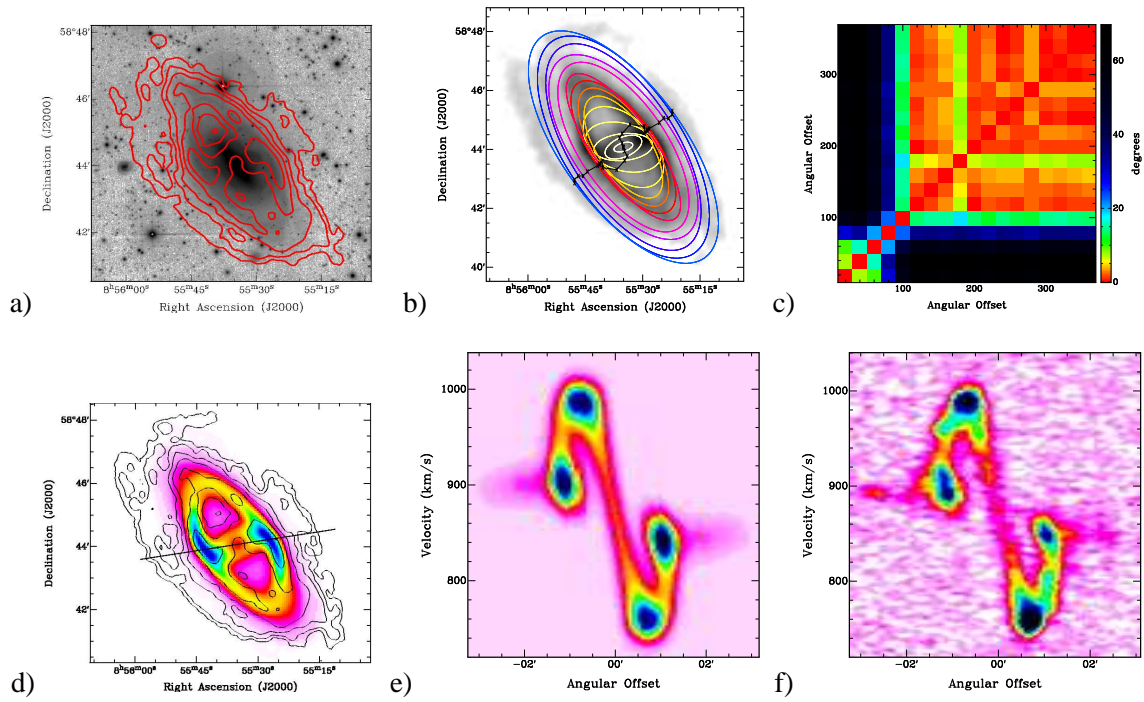 58°48′
46′
44′
42′
Declination (J2000)
8ʰ56ᵐ00ˢ 55ᵐ45ˢ 55ᵐ30ˢ 55ᵐ15ˢ
Right Ascension (J2000)
a)
58°48′
46′
44′
42′
40′
Declination (J2000)
8ʰ56ᵐ00ˢ 55ᵐ45ˢ 55ᵐ30ˢ 55ᵐ15ˢ
Right Ascension (J2000)
b)
300
200
100
Angular Offset
100 200 300
Angular Offset
60
40
20
0
degrees
c)
58°48′
46′
44′
42′
Declination (J2000)
8ʰ56ᵐ00ˢ 55ᵐ45ˢ 55ᵐ30ˢ 55ᵐ15ˢ
Right Ascension (J2000)
d)
1000
900
800
Velocity (km/s)
−02′ 00′ 02′
Angular Offset
e)
1000
900
800
Velocity (km/s)
−02′ 00′ 02′
Angular Offset
f)